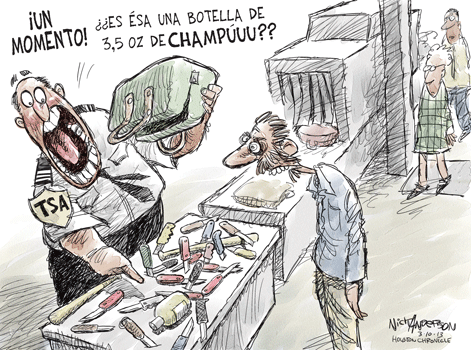 ¡UN
MOMENTO!
¿¿ES ÉSA UNA BOTELLA DE
3,5 OZ DE CHAMPÚUU??
TSA
NICK ANDERSON
3-10-13
HOUSTON CHRONICLE